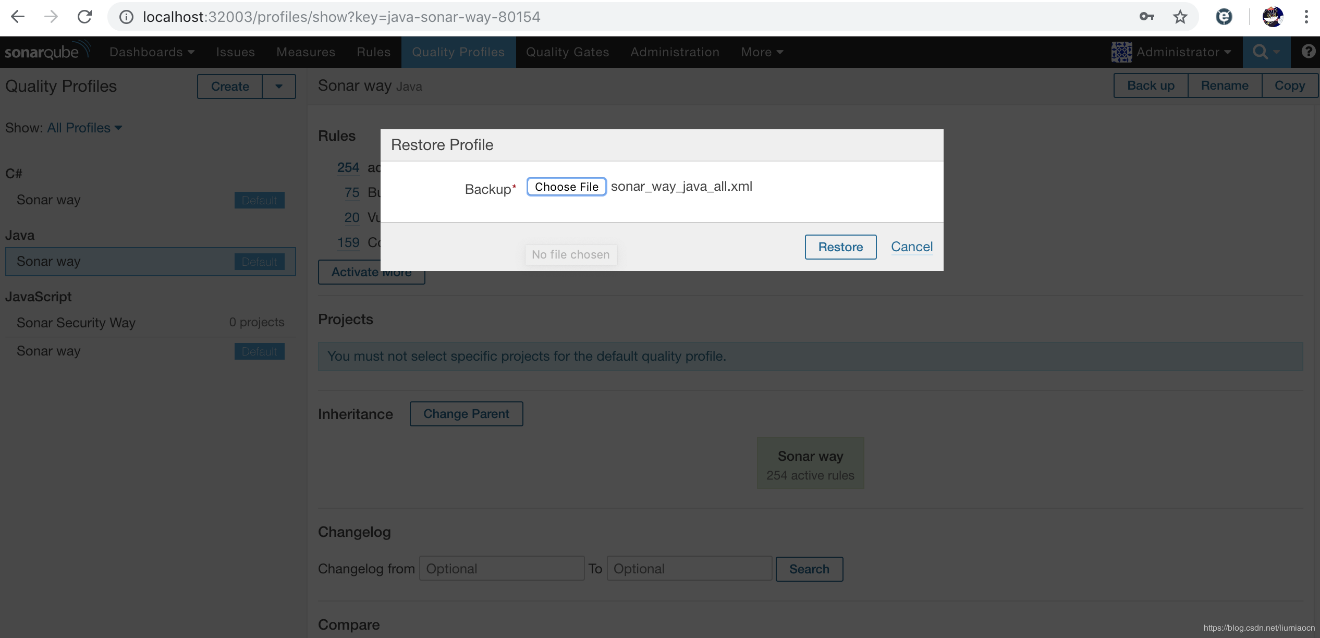 localhost:32003/profiles/show?key=java-sonar-way-80154
sonarqube Dashboards Issues Measures Rules Quality Profiles Quality Gates Administration More Administrator ?
Quality Profiles Create Sonar way Java Back up Rename Copy
Show: All Profiles
Rules
Restore Profile
254 ac
C#
Backup* Choose File sonar_way_java_all.xml
75 Bu
Sonar way Default
20 Vu
Java
159 Co
Restore Cancel
No file chosen
Sonar way Default
Activate More
JavaScript
Sonar Security Way 0 projects
Projects
Sonar way Default
You must not select specific projects for the default quality profile.
Inheritance Change Parent
Sonar way
254 active rules
Changelog
Changelog from Optional To Optional Search
Compare
https://blog.csdn.net/liumiaocn